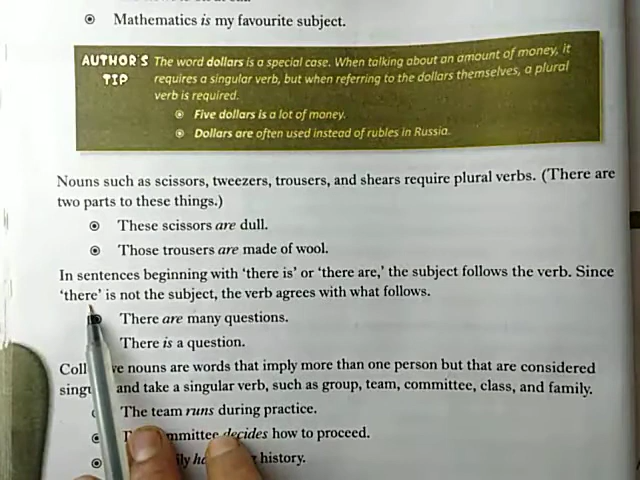 Mathematics is my favourite subject.
AUTHOR'S TIP
The word dollars is a special case. When talking about an amount of money, it
requires a singular verb, but when referring to the dollars themselves, a plural
verb is required.
Five dollars is a lot of money.
Dollars are often used instead of rubles in Russia.
Nouns such as scissors, tweezers, trousers, and shears require plural verbs. (There are
two parts to these things.)
These scissors are dull.
Those trousers are made of wool.
In sentences beginning with 'there is' or 'there are,' the subject follows the verb. Since
'there' is not the subject, the verb agrees with what follows.
There are many questions.
There is a question.
nouns are words that imply more than one person but that are considered
and take a singular verb, such as group, team, committee, class, and family.
The team runs during practice.
decides how to proceed.
history.